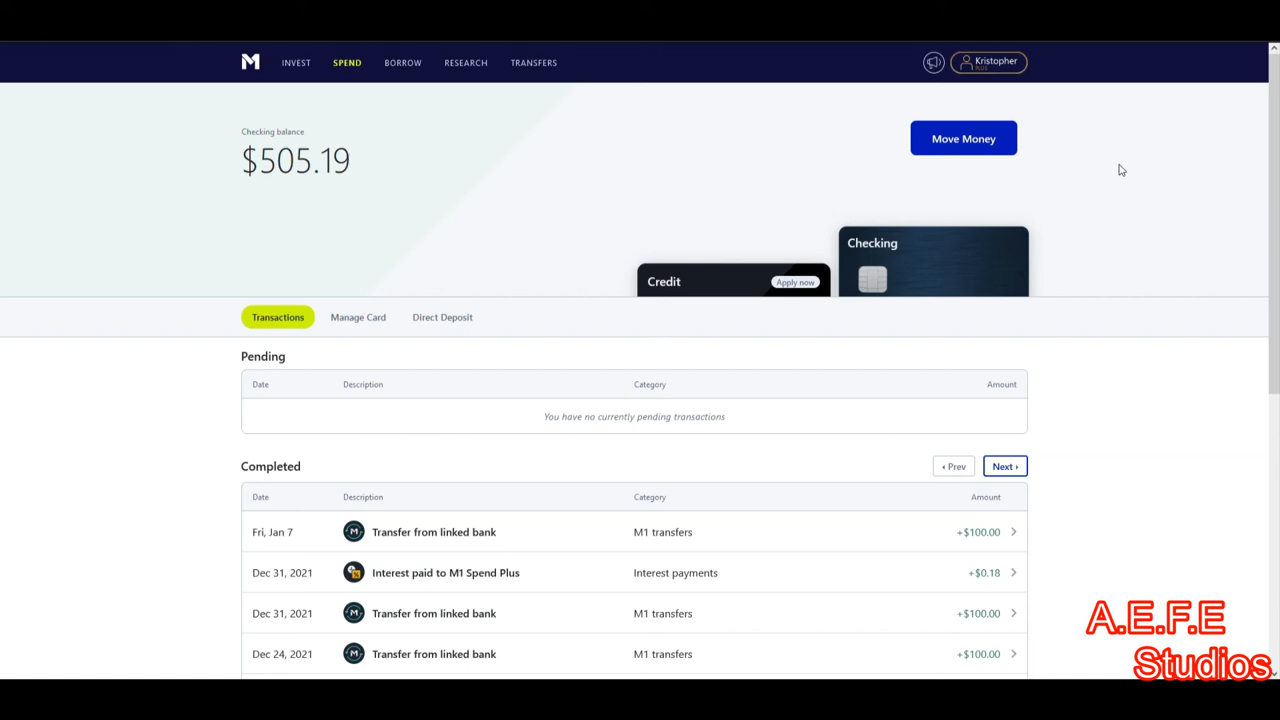 M INVEST SPEND BORROW RESEARCH TRANSFERS Kristopher
PLUS
Checking balance
$505.19
Move Money
Checking
Credit Apply now
Transactions Manage Card Direct Deposit
Pending
Date Description Category Amount
You have no currently pending transactions
Completed ‹ Prev Next ›
Date Description Category Amount
Fri, Jan 7 M Transfer from linked bank M1 transfers +$100.00
Dec 31, 2021 Interest paid to M1 Spend Plus Interest payments +$0.18
Dec 31, 2021 M Transfer from linked bank M1 transfers +$100.00
Dec 24, 2021 M Transfer from linked bank M1 transfers +$100.00
A.E.F.E
Studios